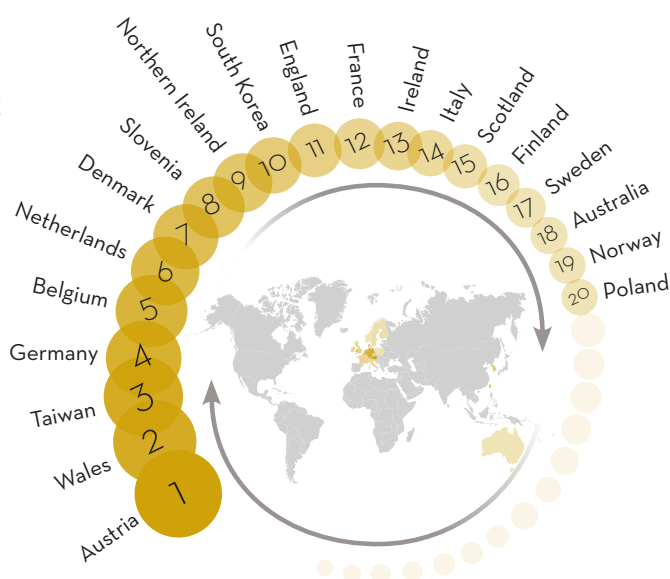 1 Austria
2 Wales
3 Taiwan
4 Germany
5 Belgium
6 Netherlands
7 Denmark
8 Slovenia
9 Northern Ireland
10 South Korea
11 England
12 France
13 Ireland
14 Italy
15 Scotland
16 Finland
17 Sweden
18 Australia
19 Norway
20 Poland